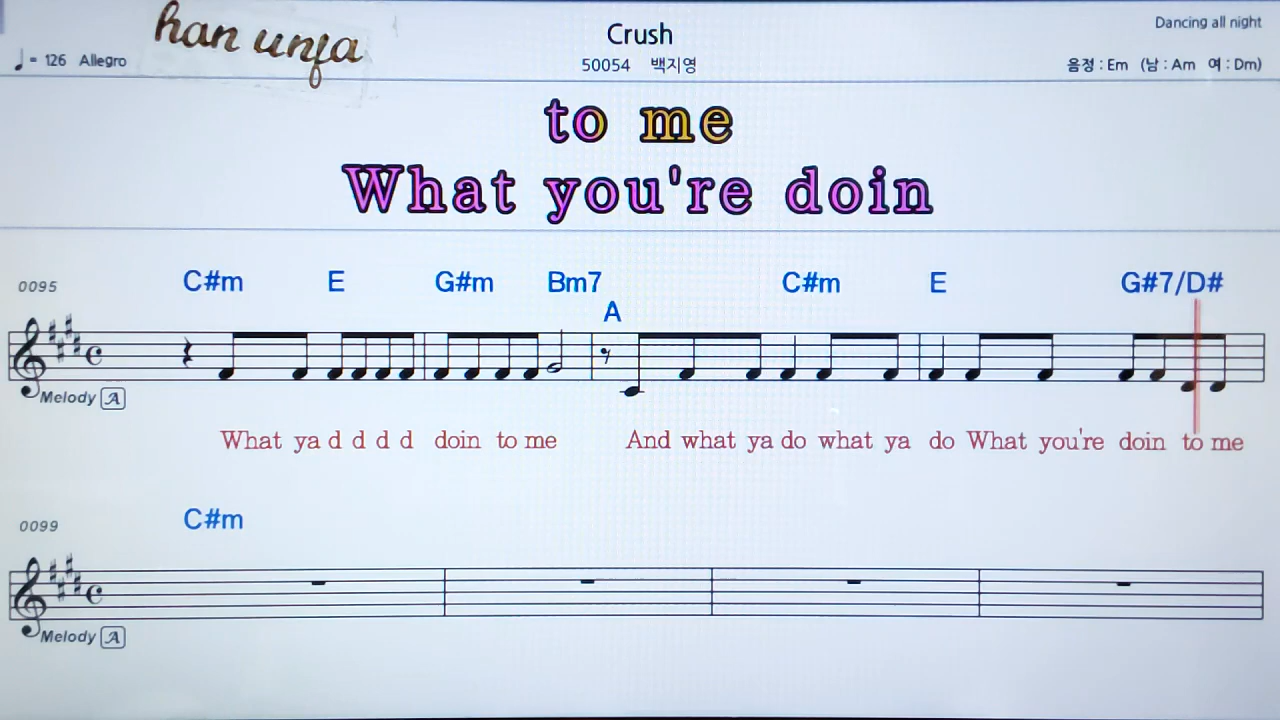 han unfa
Crush
Dancing all night
♩= 126 Allegro
50054 백지영
음정 : Em (남 : Am 여 : Dm)
to me
What you're doin
0095
C#m E G#m Bm7 A C#m E G#7/D#
Melody A
What ya d d d d doin to me And what ya do what ya do What you're doin to me
0099
C#m
Melody A